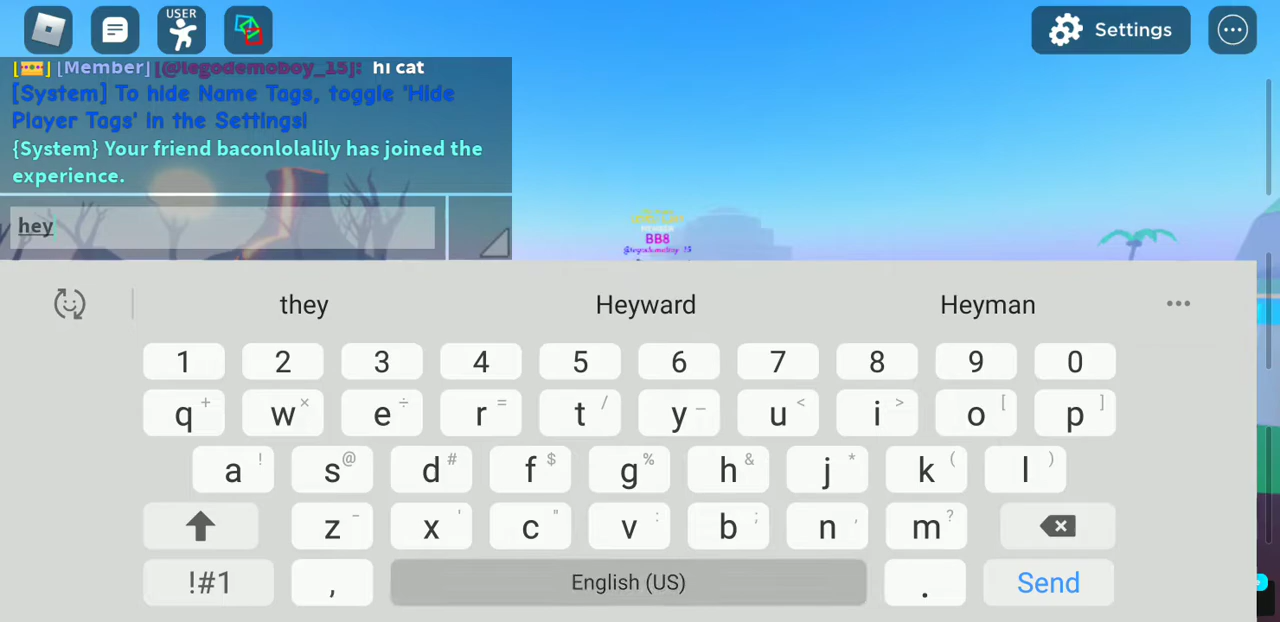 USER
Settings
[Member][@legodemoboy_15]: hi cat
[System] To hide Name Tags, toggle 'Hide
Player Tags' in the Settings!
{System} Your friend baconlolalily has joined the
experience.
hey
MEMBER
BB8
@legodemoboy_15
they Heyward Heyman
1 2 3 4 5 6 7 8 9 0
q + w × e ÷ r = t / y _ u < i > o [ p ]
a ! s @ d # f $ g % h & j * k ( l )
z - x ' c " v : b ; n , m ?
!#1 , English (US) . Send